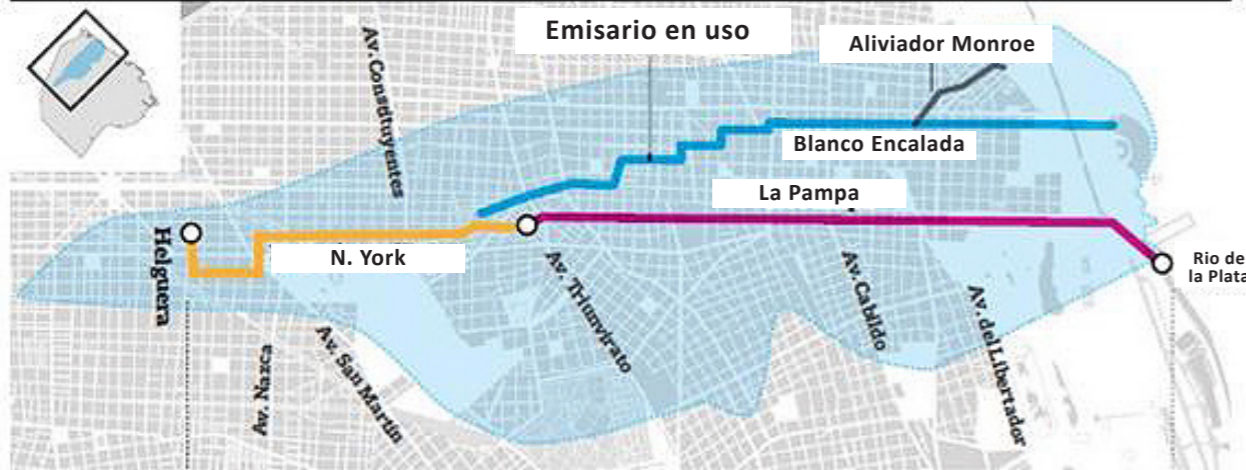 Emisario en uso
Aliviador Monroe
Av. Constituyentes
Blanco Encalada
La Pampa
Helguera
N. York
Rio de
la Plata
Av. Triunvirato
Av. Cabildo
Av. del Libertador
Av. Nazca
Av. San Martín